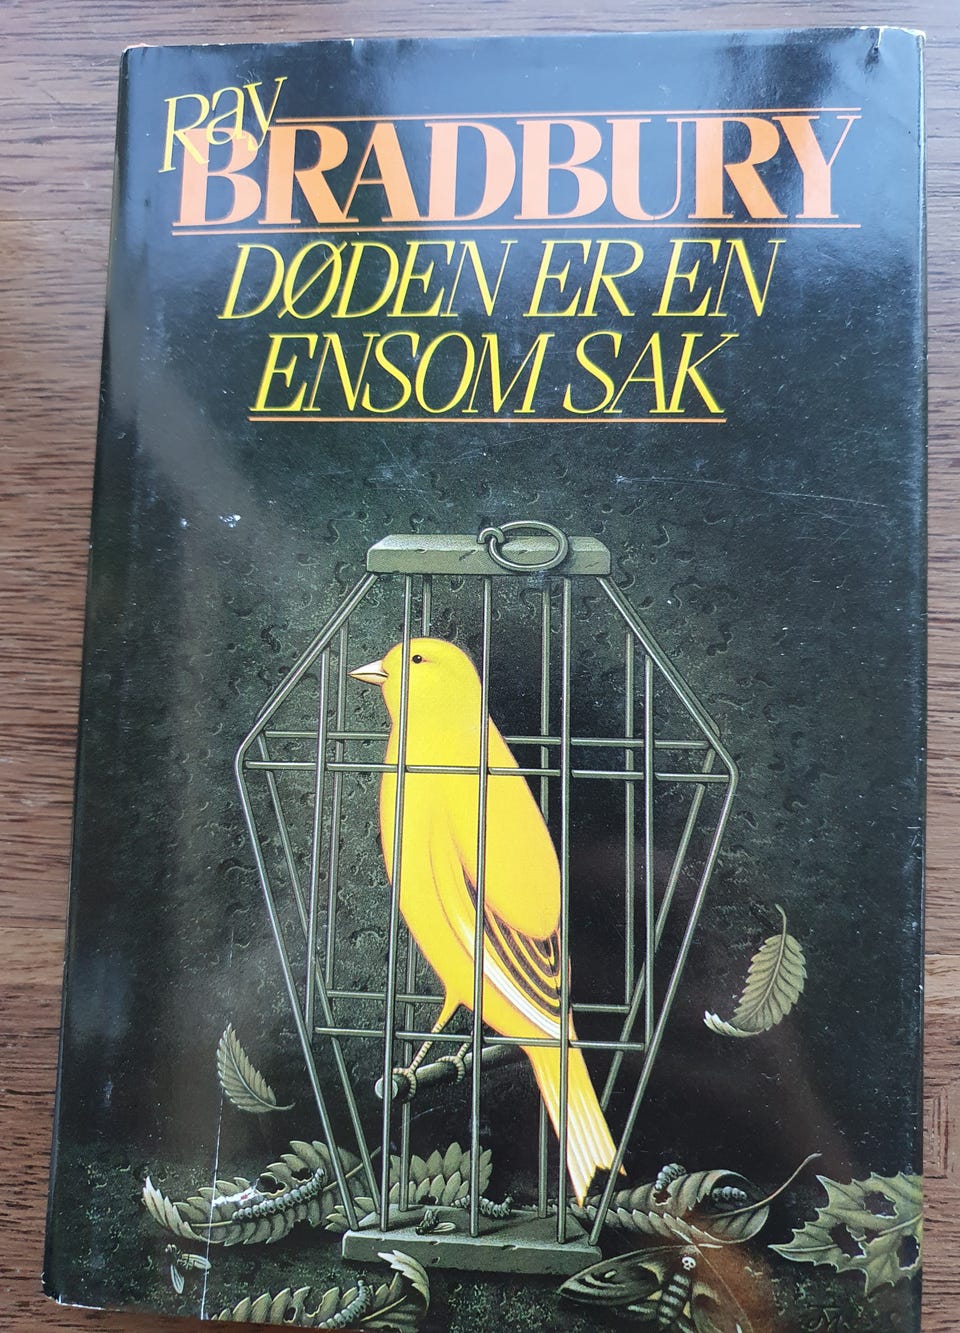 Ray
BRADBURY
DØDEN ER EN
ENSOM SAK